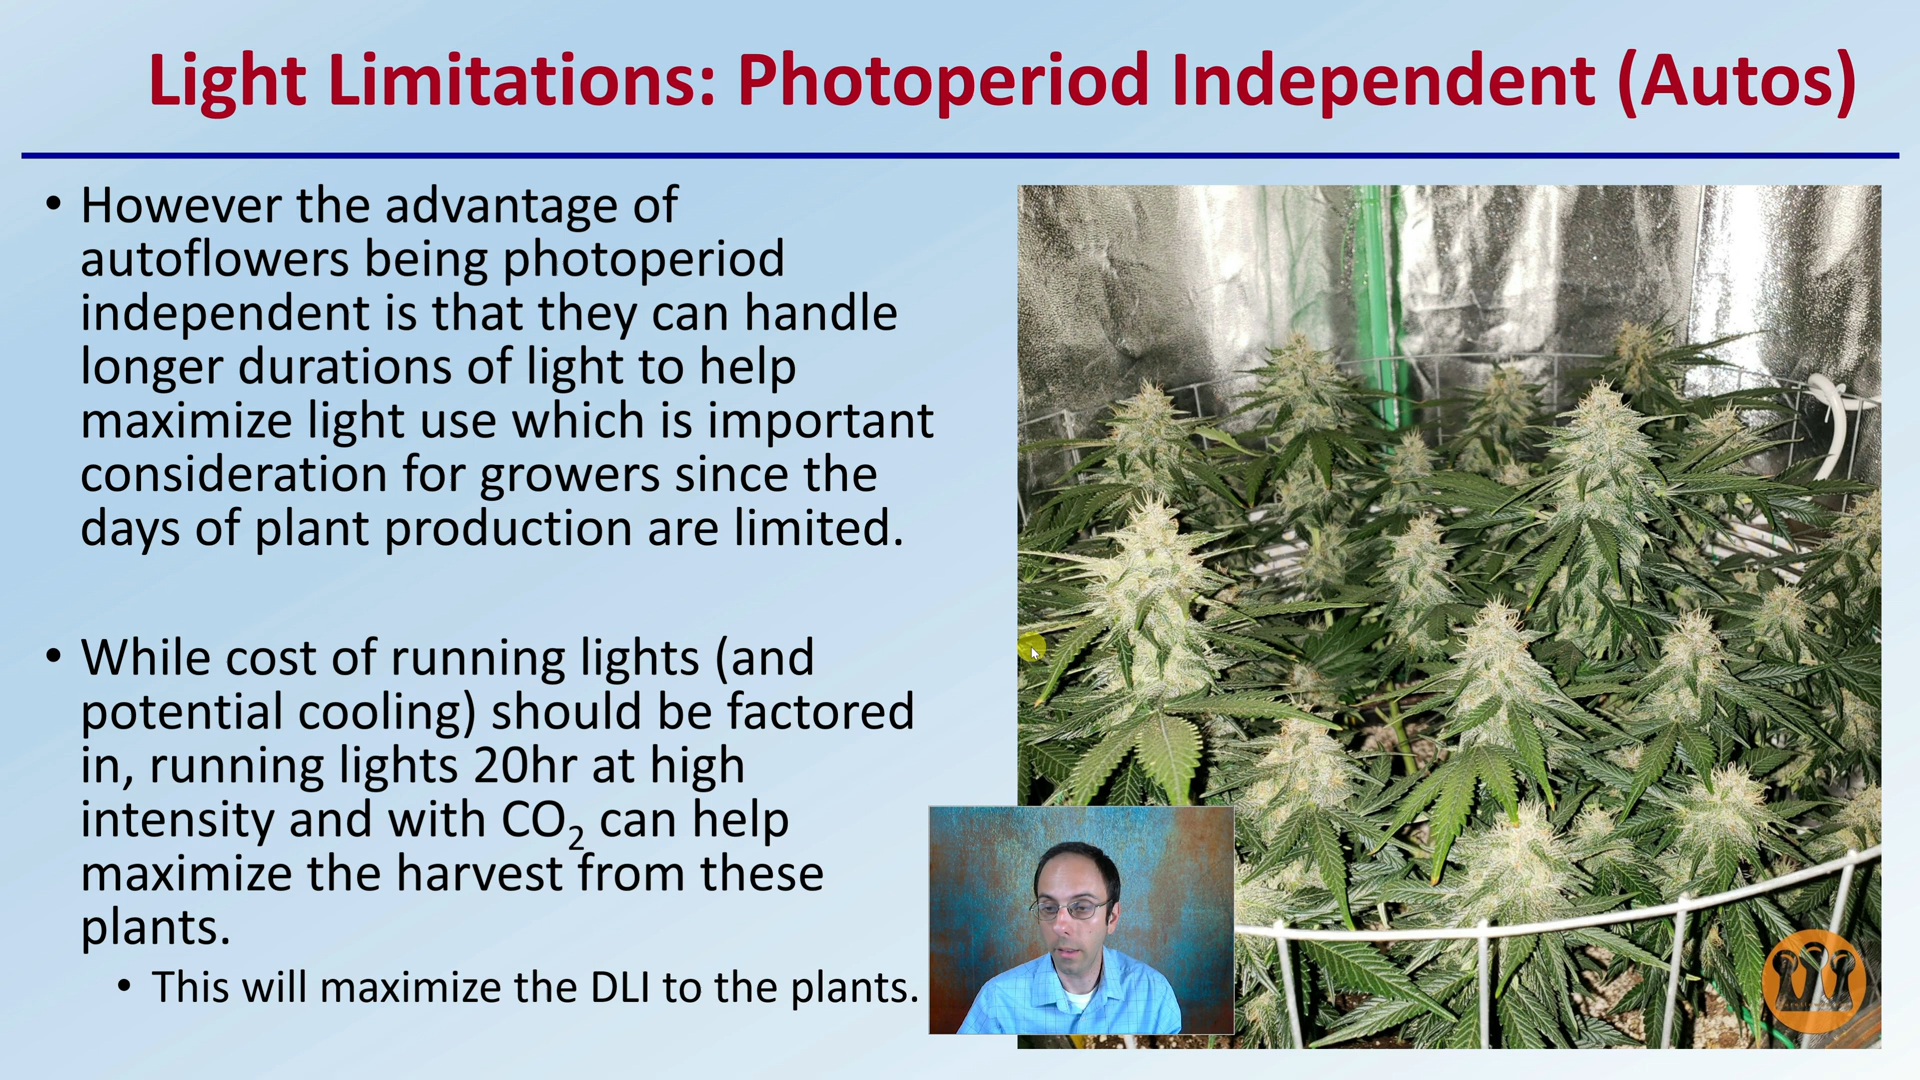 Light Limitations: Photoperiod Independent (Autos)
• However the advantage of
autoflowers being photoperiod
independent is that they can handle
longer durations of light to help
maximize light use which is important
consideration for growers since the
days of plant production are limited.
• While cost of running lights (and
potential cooling) should be factored
in, running lights 20hr at high
intensity and with CO₂ can help
maximize the harvest from these
plants.
• This will maximize the DLI to the plants.